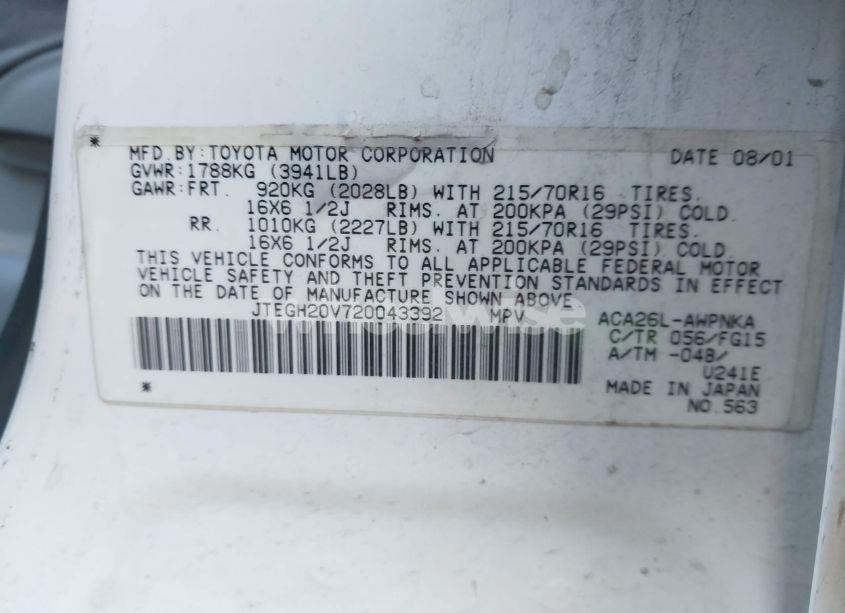 *
MFD.BY:TOYOTA MOTOR CORPORATION DATE 08/01
GVWR:1788KG (3941LB)
GAWR:FRT. 920KG (2028LB) WITH 215/70R16 TIRES.
16X6 1/2J RIMS. AT 200KPA (29PSI) COLD.
RR. 1010KG (2227LB) WITH 215/70R16 TIRES.
16X6 1/2J RIMS. AT 200KPA (29PSI) COLD.
THIS VEHICLE CONFORMS TO ALL APPLICABLE FEDERAL MOTOR
VEHICLE SAFETY AND THEFT PREVENTION STANDARDS IN EFFECT
ON THE DATE OF MANUFACTURE SHOWN ABOVE
JTEGH20V720043392 MPV ACA26L-AWPNKA
C/TR 056/FG15
A/TM -04B/
U241E
MADE IN JAPAN
* NO.563